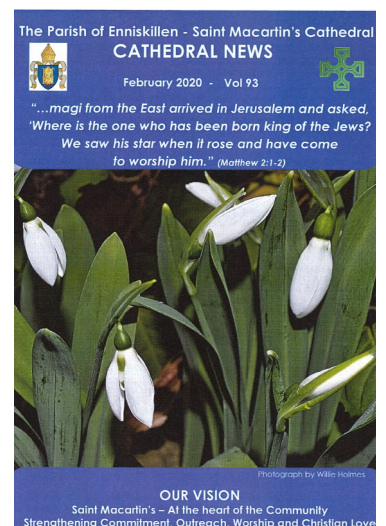 The Parish of Enniskillen - Saint Macartin's Cathedral
CATHEDRAL NEWS
February 2020 - Vol 93
"...magi from the East arrived in Jerusalem and asked,
'Where is the one who has been born king of the Jews?
We saw his star when it rose and have come
to worship him." (Matthew 2:1-2)
Photograph by Willie Holmes
OUR VISION
Saint Macartin's – At the heart of the Community
Strengthening Commitment, Outreach, Worship and Christian Love